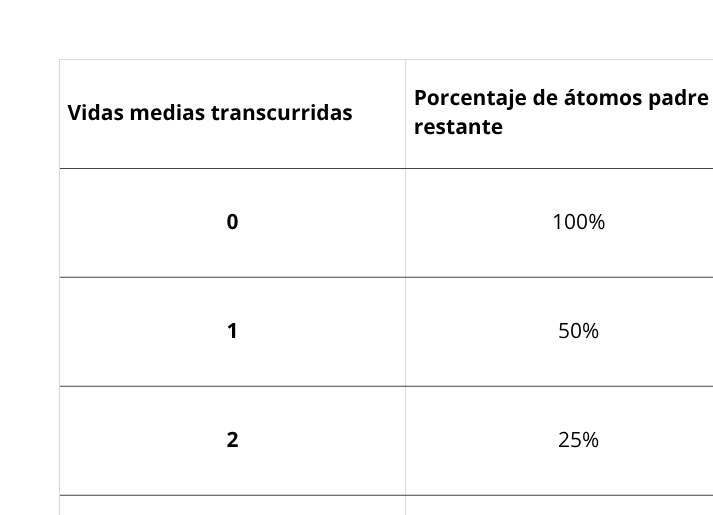 Vidas medias transcurridas
Porcentaje de átomos padre
restante
0
100%
1
50%
2
25%